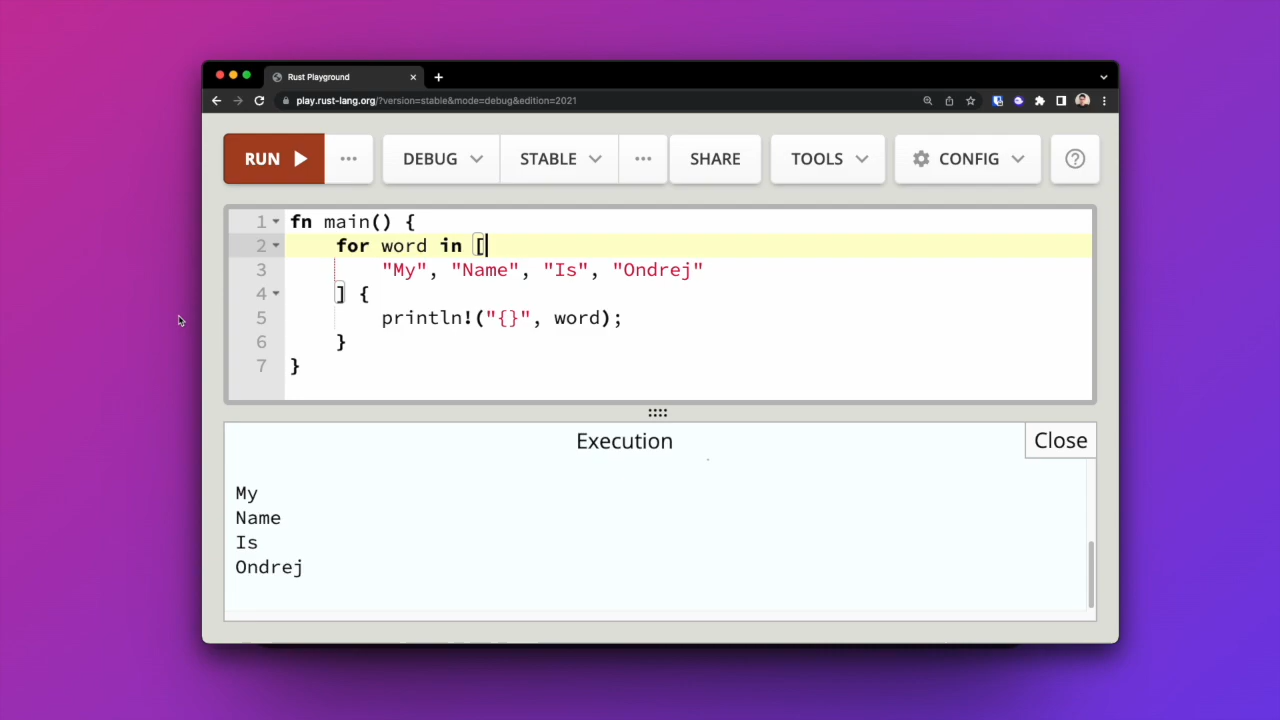 Rust Playground
play.rust-lang.org/?version=stable&mode=debug&edition=2021
RUN ... DEBUG STABLE ... SHARE TOOLS CONFIG ?
1 fn main() {
2 for word in [
3 "My", "Name", "Is", "Ondrej"
4 ] {
5 println!("{}", word);
6 }
7 }
Execution Close
My
Name
Is
Ondrej